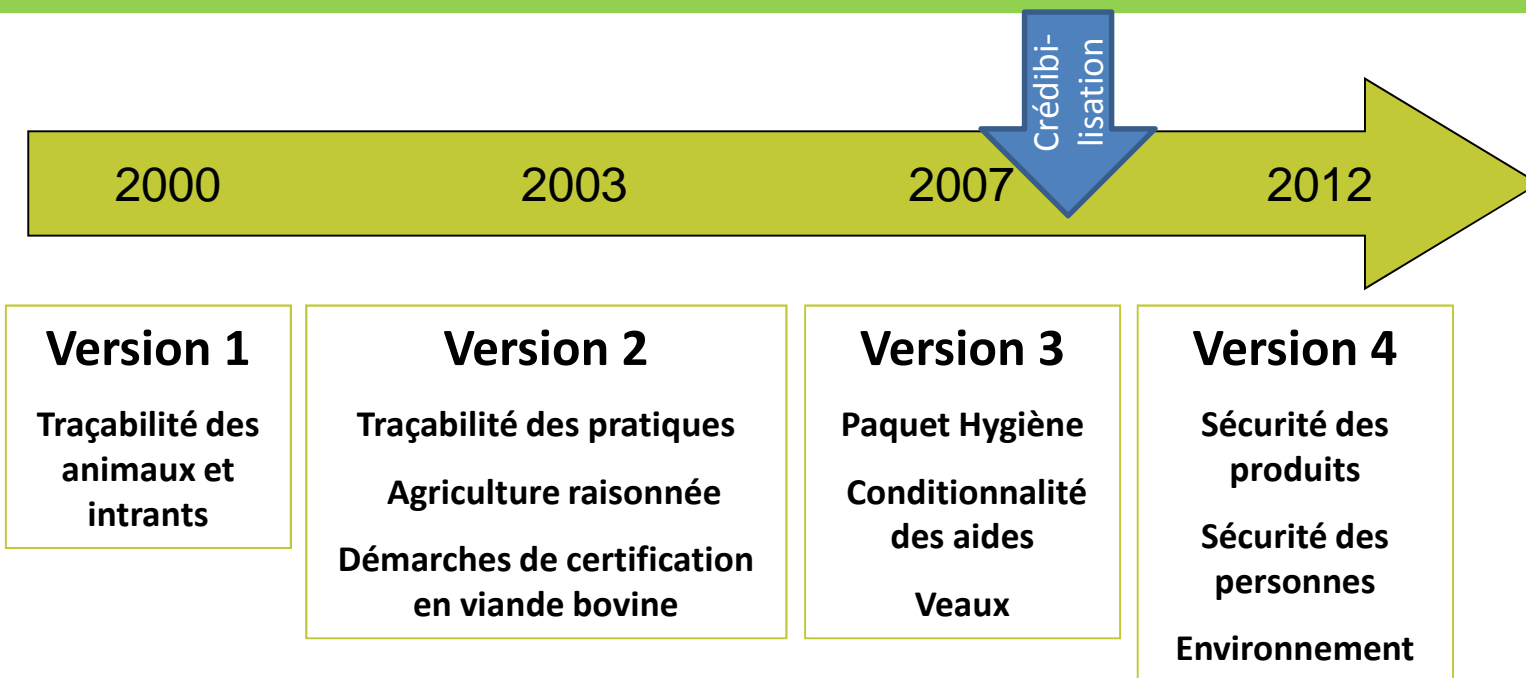 Crédibi-
lisation
2000
2003
2007
2012
Version 1
Traçabilité des
animaux et
intrants
Version 2
Traçabilité des pratiques
Agriculture raisonnée
Démarches de certification
en viande bovine
Version 3
Paquet Hygiène
Conditionnalité
des aides
Veaux
Version 4
Sécurité des
produits
Sécurité des
personnes
Environnement